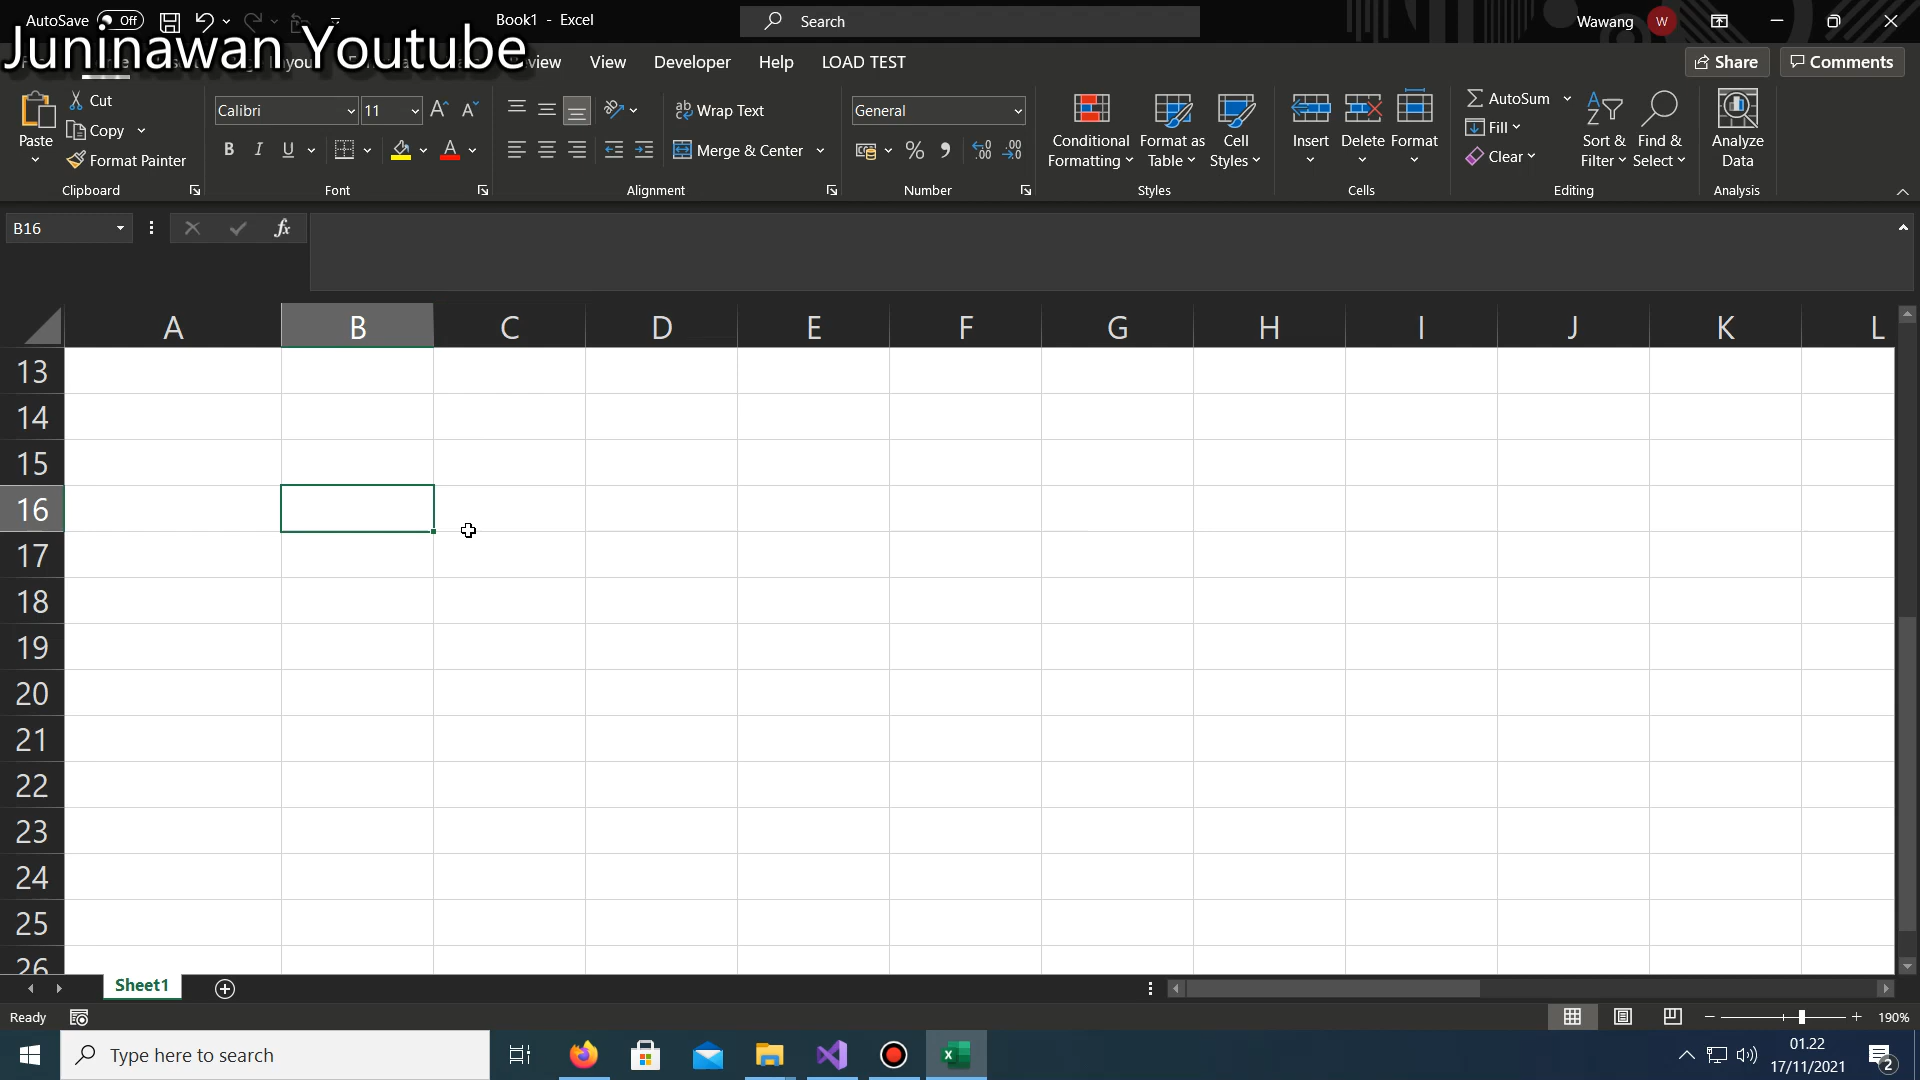 AutoSave Off
Book1 - Excel
Search
Wawang W
Juninawan Youtube
View
Developer
Help
LOAD TEST
Share
Comments
Paste
Cut
Copy
Format Painter
Clipboard
Calibri
11
B I U
A
Font
Wrap Text
Merge & Center
Alignment
General
%
Number
Conditional Formatting
Format as Table
Cell Styles
Styles
Insert
Delete
Format
Cells
AutoSum
Fill
Clear
Sort & Filter
Find & Select
Editing
Analyze Data
Analysis
B16
fx
A B C D E F G H I J K L
13
14
15
16
17
18
19
20
21
22
23
24
25
26
Sheet1
Ready
190%
Type here to search
01.22
17/11/2021
2